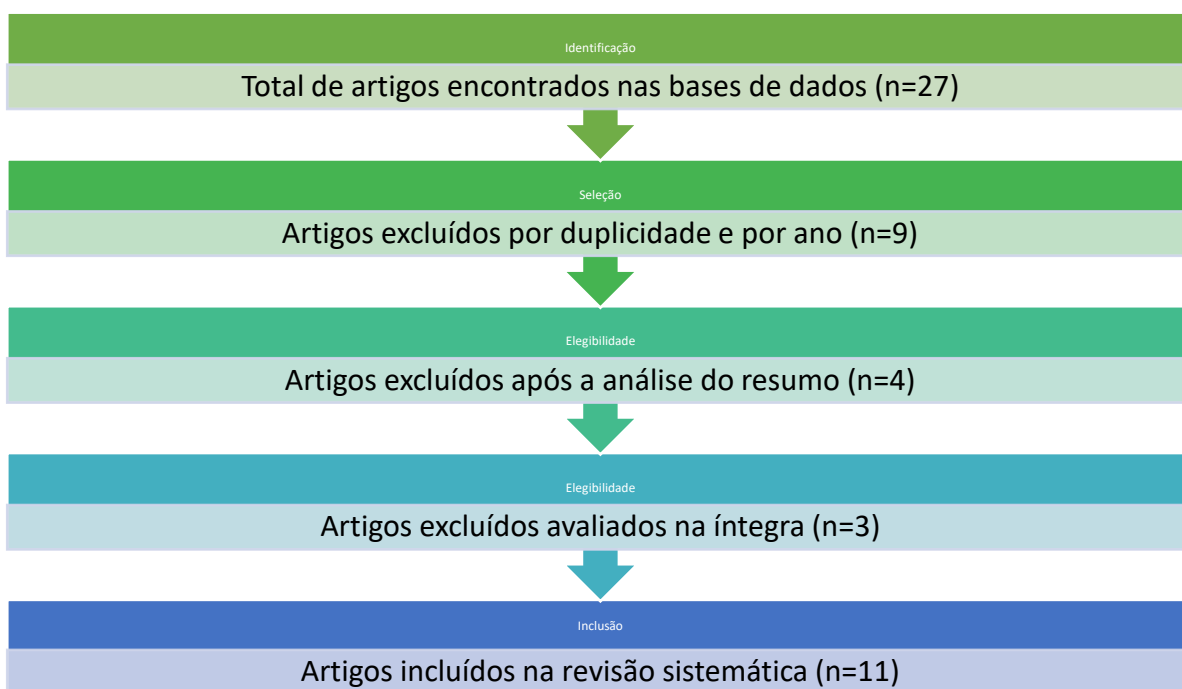 Identificação
Total de artigos encontrados nas bases de dados (n=27)
Seleção
Artigos excluídos por duplicidade e por ano (n=9)
Elegibilidade
Artigos excluídos após a análise do resumo (n=4)
Elegibilidade
Artigos excluídos avaliados na íntegra (n=3)
Inclusão
Artigos incluídos na revisão sistemática (n=11)